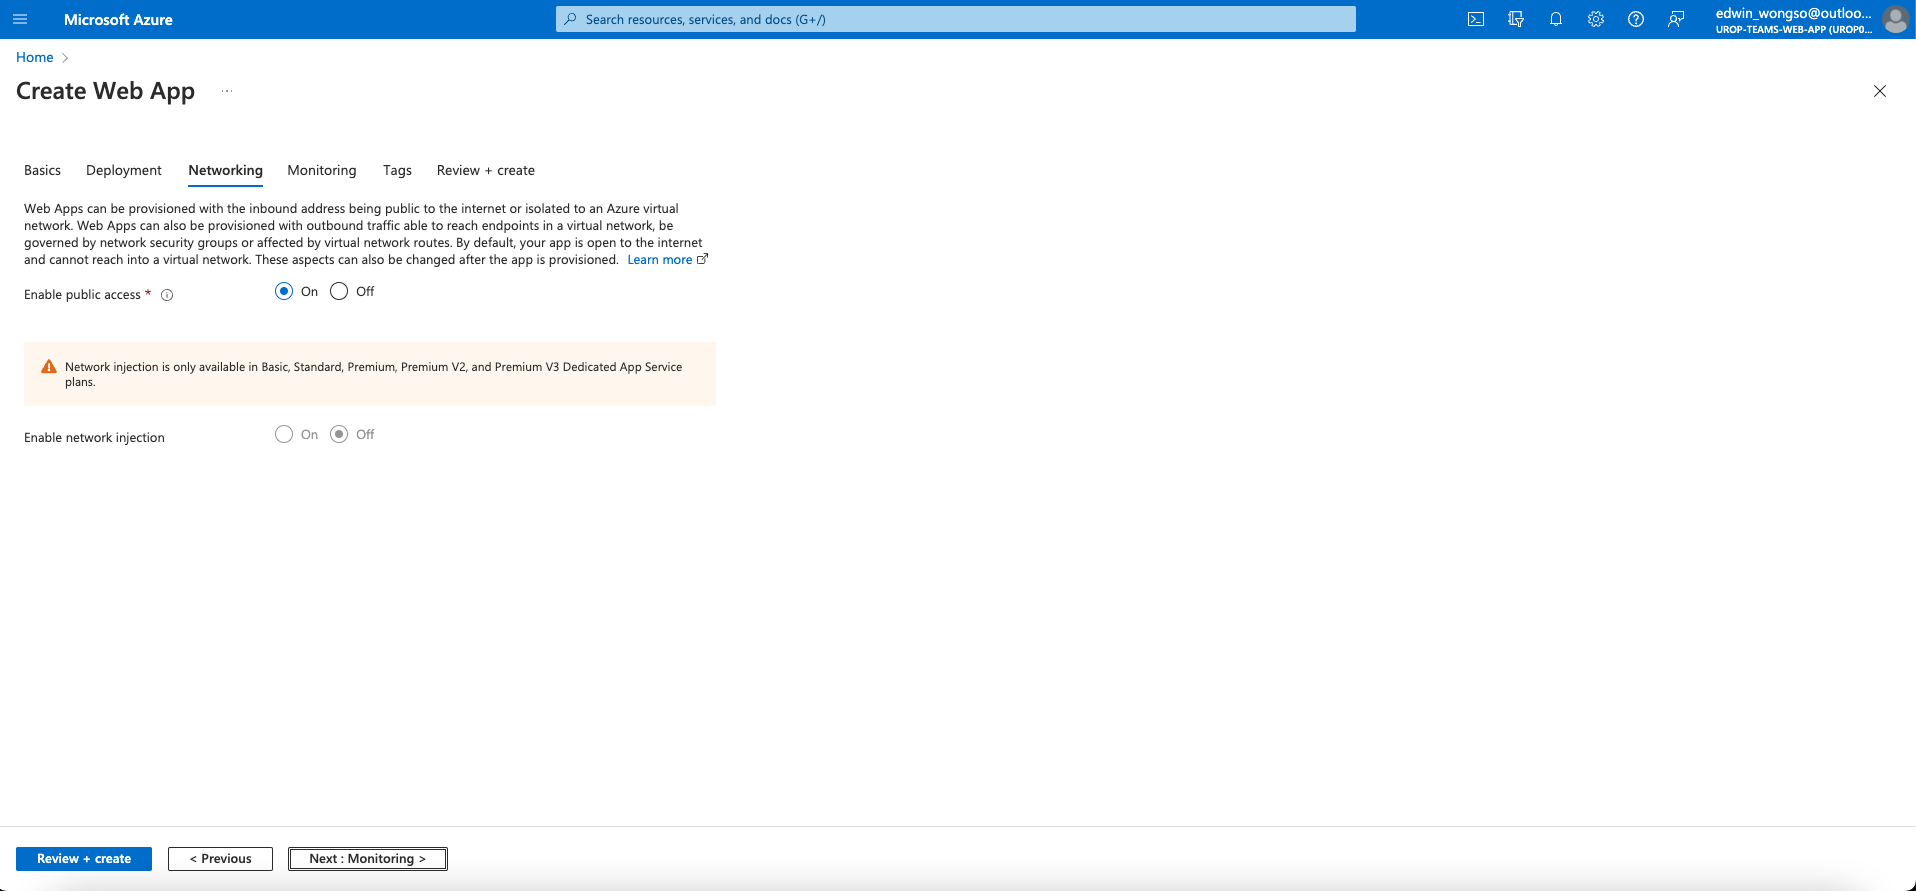 Microsoft Azure
Search resources, services, and docs (G+/)
edwin_wongso@outloo...
UROP-TEAMS-WEB-APP (UROP0...
Home
Create Web App
...
Basics Deployment Networking Monitoring Tags Review + create
Web Apps can be provisioned with the inbound address being public to the internet or isolated to an Azure virtual
network. Web Apps can also be provisioned with outbound traffic able to reach endpoints in a virtual network, be
governed by network security groups or affected by virtual network routes. By default, your app is open to the internet
and cannot reach into a virtual network. These aspects can also be changed after the app is provisioned. Learn more
Enable public access * On Off
Network injection is only available in Basic, Standard, Premium, Premium V2, and Premium V3 Dedicated App Service
plans.
Enable network injection On Off
Review + create < Previous Next : Monitoring >